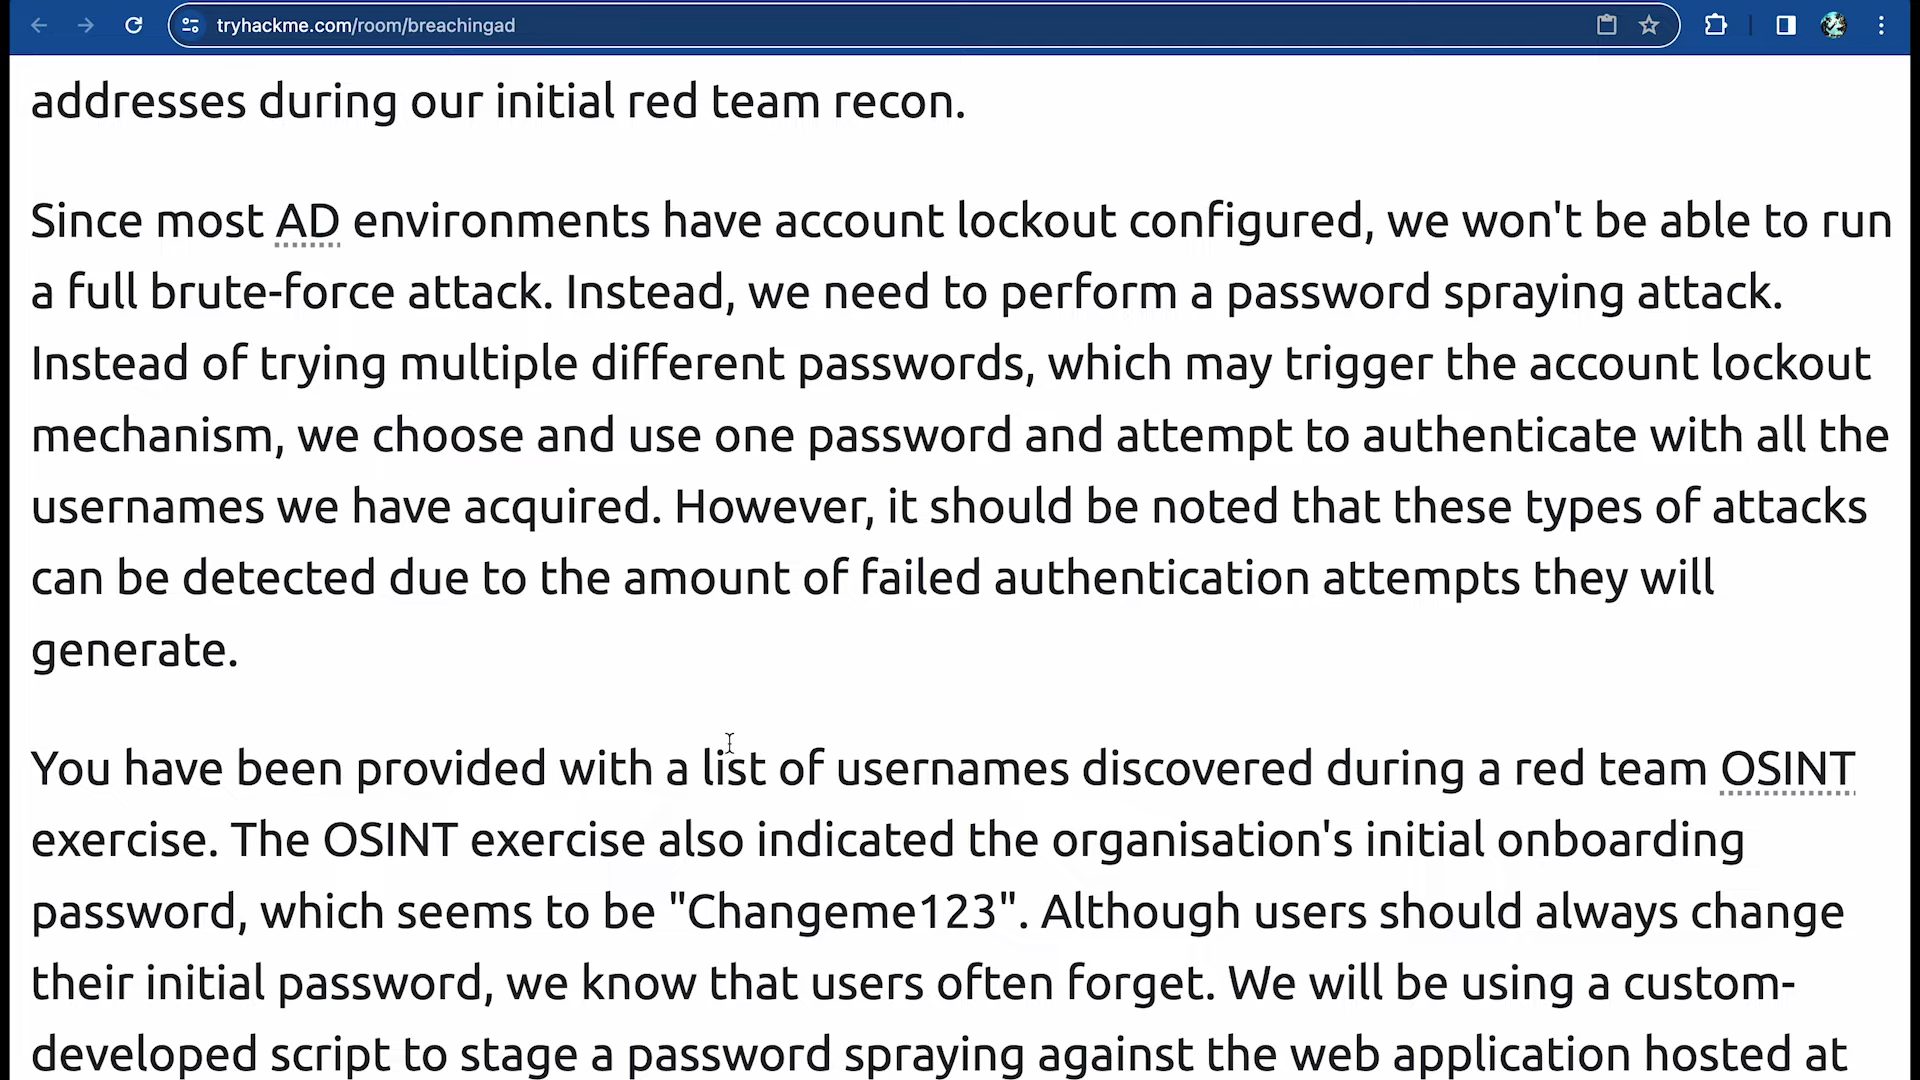 tryhackme.com/room/breachingad
addresses during our initial red team recon.
Since most AD environments have account lockout configured, we won't be able to run
a full brute-force attack. Instead, we need to perform a password spraying attack.
Instead of trying multiple different passwords, which may trigger the account lockout
mechanism, we choose and use one password and attempt to authenticate with all the
usernames we have acquired. However, it should be noted that these types of attacks
can be detected due to the amount of failed authentication attempts they will
generate.
You have been provided with a list of usernames discovered during a red team OSINT
exercise. The OSINT exercise also indicated the organisation's initial onboarding
password, which seems to be "Changeme123". Although users should always change
their initial password, we know that users often forget. We will be using a custom-
developed script to stage a password spraying against the web application hosted at